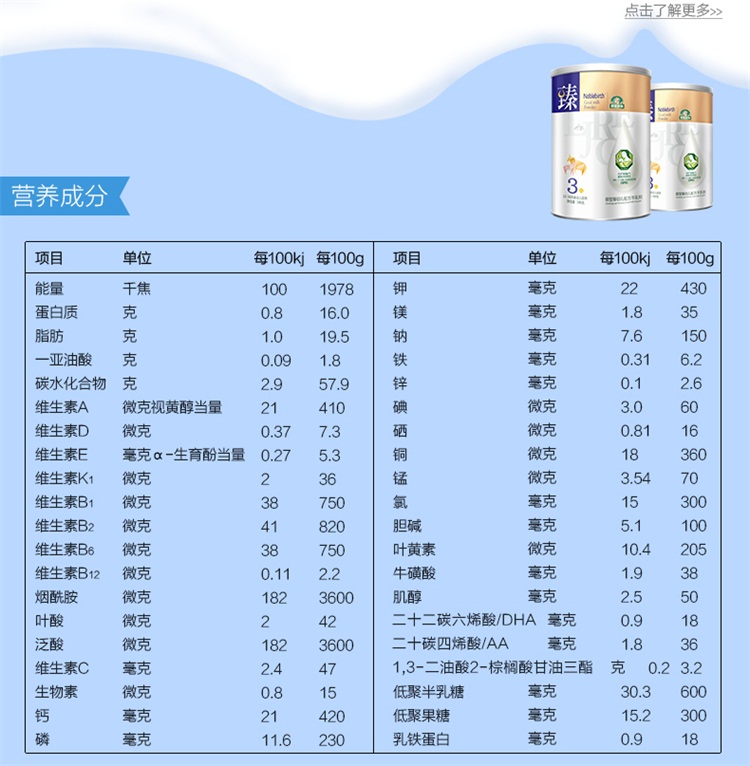 点击了解更多>>
臻
Noblebirth
3
营养成分
项目 单位 每100kj 每100g
能量 千焦 100 1978
蛋白质 克 0.8 16.0
脂肪 克 1.0 19.5
一亚油酸 克 0.09 1.8
碳水化合物 克 2.9 57.9
维生素A 微克视黄醇当量 21 410
维生素D 微克 0.37 7.3
维生素E 毫克α-生育酚当量 0.27 5.3
维生素K1 微克 2 36
维生素B1 微克 38 750
维生素B2 微克 41 820
维生素B6 微克 38 750
维生素B12 微克 0.11 2.2
烟酰胺 微克 182 3600
叶酸 微克 2 42
泛酸 微克 182 3600
维生素C 毫克 2.4 47
生物素 微克 0.8 15
钙 毫克 21 420
磷 毫克 11.6 230
项目 单位 每100kj 每100g
钾 毫克 22 430
镁 毫克 1.8 35
钠 毫克 7.6 150
铁 毫克 0.31 6.2
锌 毫克 0.1 2.6
碘 微克 3.0 60
硒 微克 0.81 16
铜 微克 18 360
锰 微克 3.54 70
氯 毫克 15 300
胆碱 毫克 5.1 100
叶黄素 微克 10.4 205
牛磺酸 毫克 1.9 38
肌醇 毫克 2.5 50
二十二碳六烯酸/DHA 毫克 0.9 18
二十碳四烯酸/AA 毫克 1.8 36
1,3-二油酸2-棕榈酸甘油三酯 克 0.2 3.2
低聚半乳糖 毫克 30.3 600
低聚果糖 毫克 15.2 300
乳铁蛋白 毫克 0.9 18